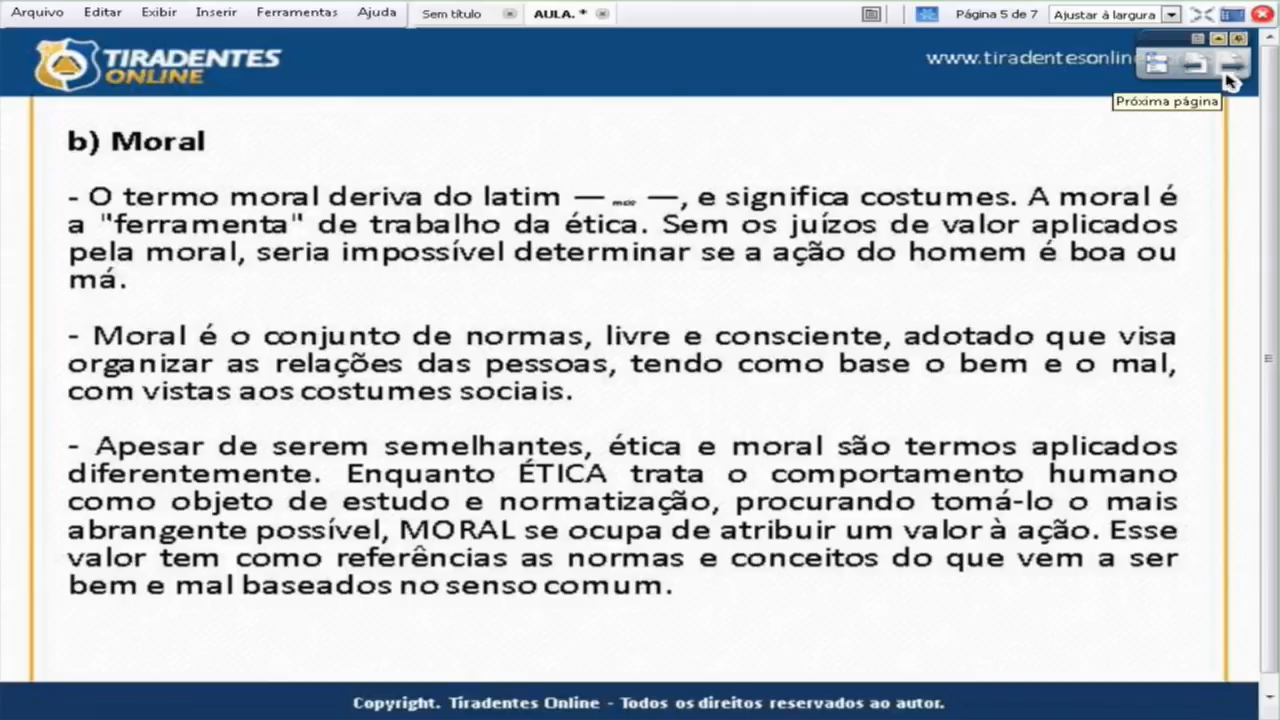 Arquivo Editar Exibir Inserir Ferramentas Ajuda Sem título AULA. * Página 5 de 7 Ajustar à largura
TIRADENTES
ONLINE
www.tiradentesonlin
Próxima página
b) Moral
- O termo moral deriva do latim — —, e significa costumes. A moral é
a "ferramenta" de trabalho da ética. Sem os juízos de valor aplicados
pela moral, seria impossível determinar se a ação do homem é boa ou
má.
- Moral é o conjunto de normas, livre e consciente, adotado que visa
organizar as relações das pessoas, tendo como base o bem e o mal,
com vistas aos costumes sociais.
- Apesar de serem semelhantes, ética e moral são termos aplicados
diferentemente. Enquanto ÉTICA trata o comportamento humano
como objeto de estudo e normatização, procurando tomá-lo o mais
abrangente possível, MORAL se ocupa de atribuir um valor à ação. Esse
valor tem como referências as normas e conceitos do que vem a ser
bem e mal baseados no senso comum.
Copyright. Tiradentes Online - Todos os direitos reservados ao autor.